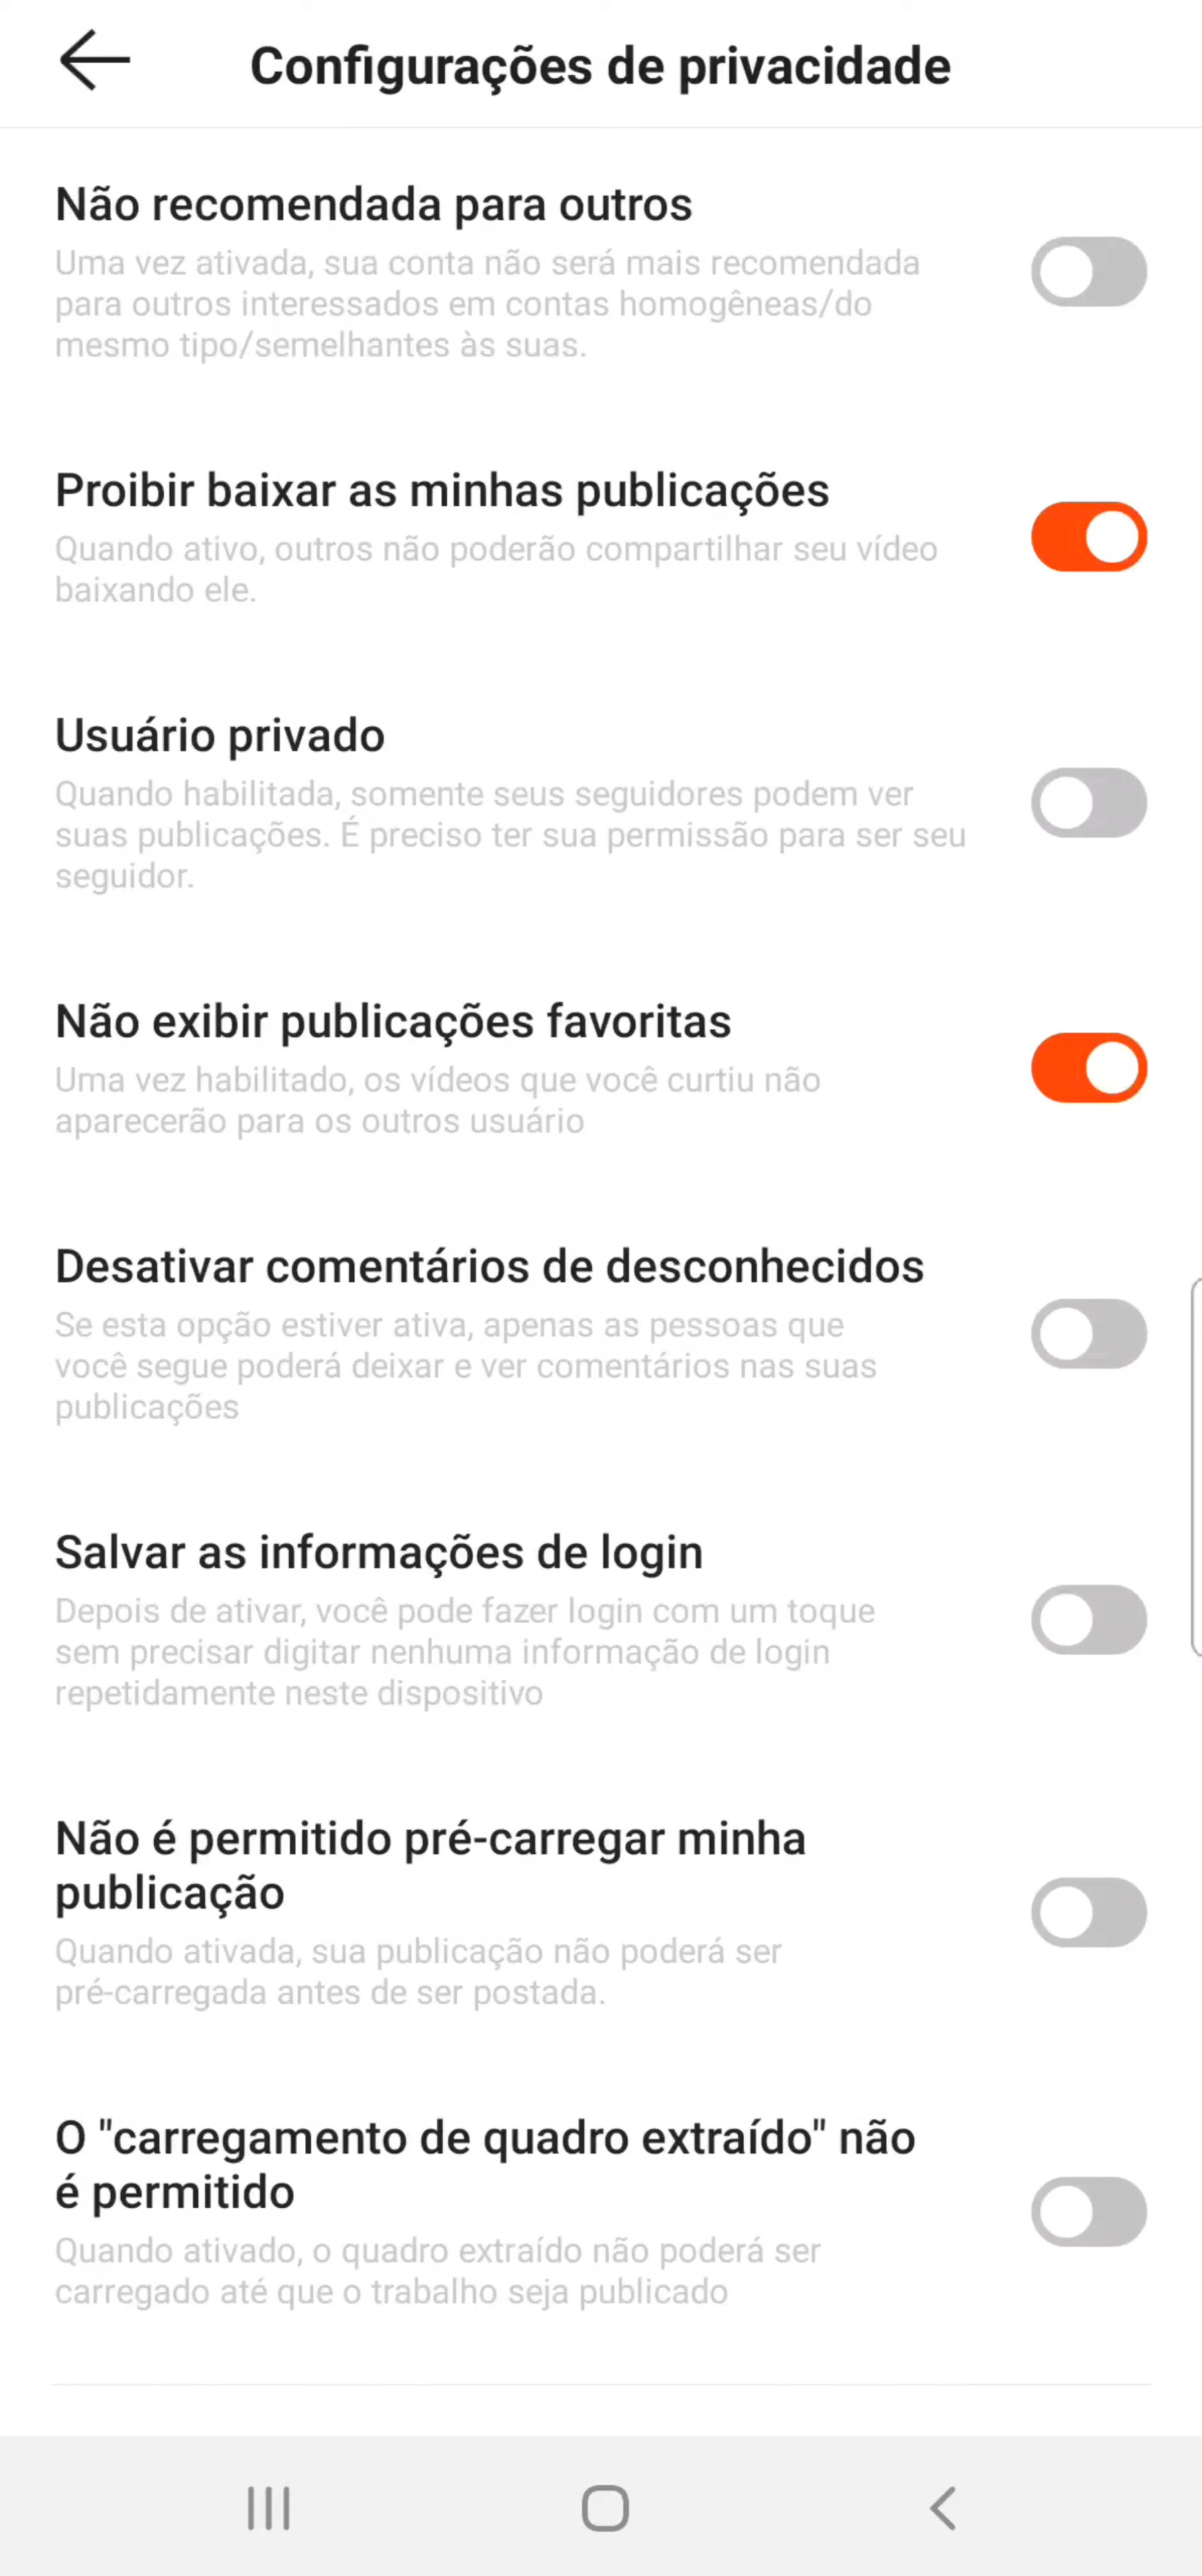 Configurações de privacidade
Não recomendada para outros
Uma vez ativada, sua conta não será mais recomendada
para outros interessados em contas homogêneas/do
mesmo tipo/semelhantes às suas.
Proibir baixar as minhas publicações
Quando ativo, outros não poderão compartilhar seu vídeo
baixando ele.
Usuário privado
Quando habilitada, somente seus seguidores podem ver
suas publicações. É preciso ter sua permissão para ser seu
seguidor.
Não exibir publicações favoritas
Uma vez habilitado, os vídeos que você curtiu não
aparecerão para os outros usuário
Desativar comentários de desconhecidos
Se esta opção estiver ativa, apenas as pessoas que
você segue poderá deixar e ver comentários nas suas
publicações
Salvar as informações de login
Depois de ativar, você pode fazer login com um toque
sem precisar digitar nenhuma informação de login
repetidamente neste dispositivo
Não é permitido pré-carregar minha
publicação
Quando ativada, sua publicação não poderá ser
pré-carregada antes de ser postada.
O "carregamento de quadro extraído" não
é permitido
Quando ativado, o quadro extraído não poderá ser
carregado até que o trabalho seja publicado